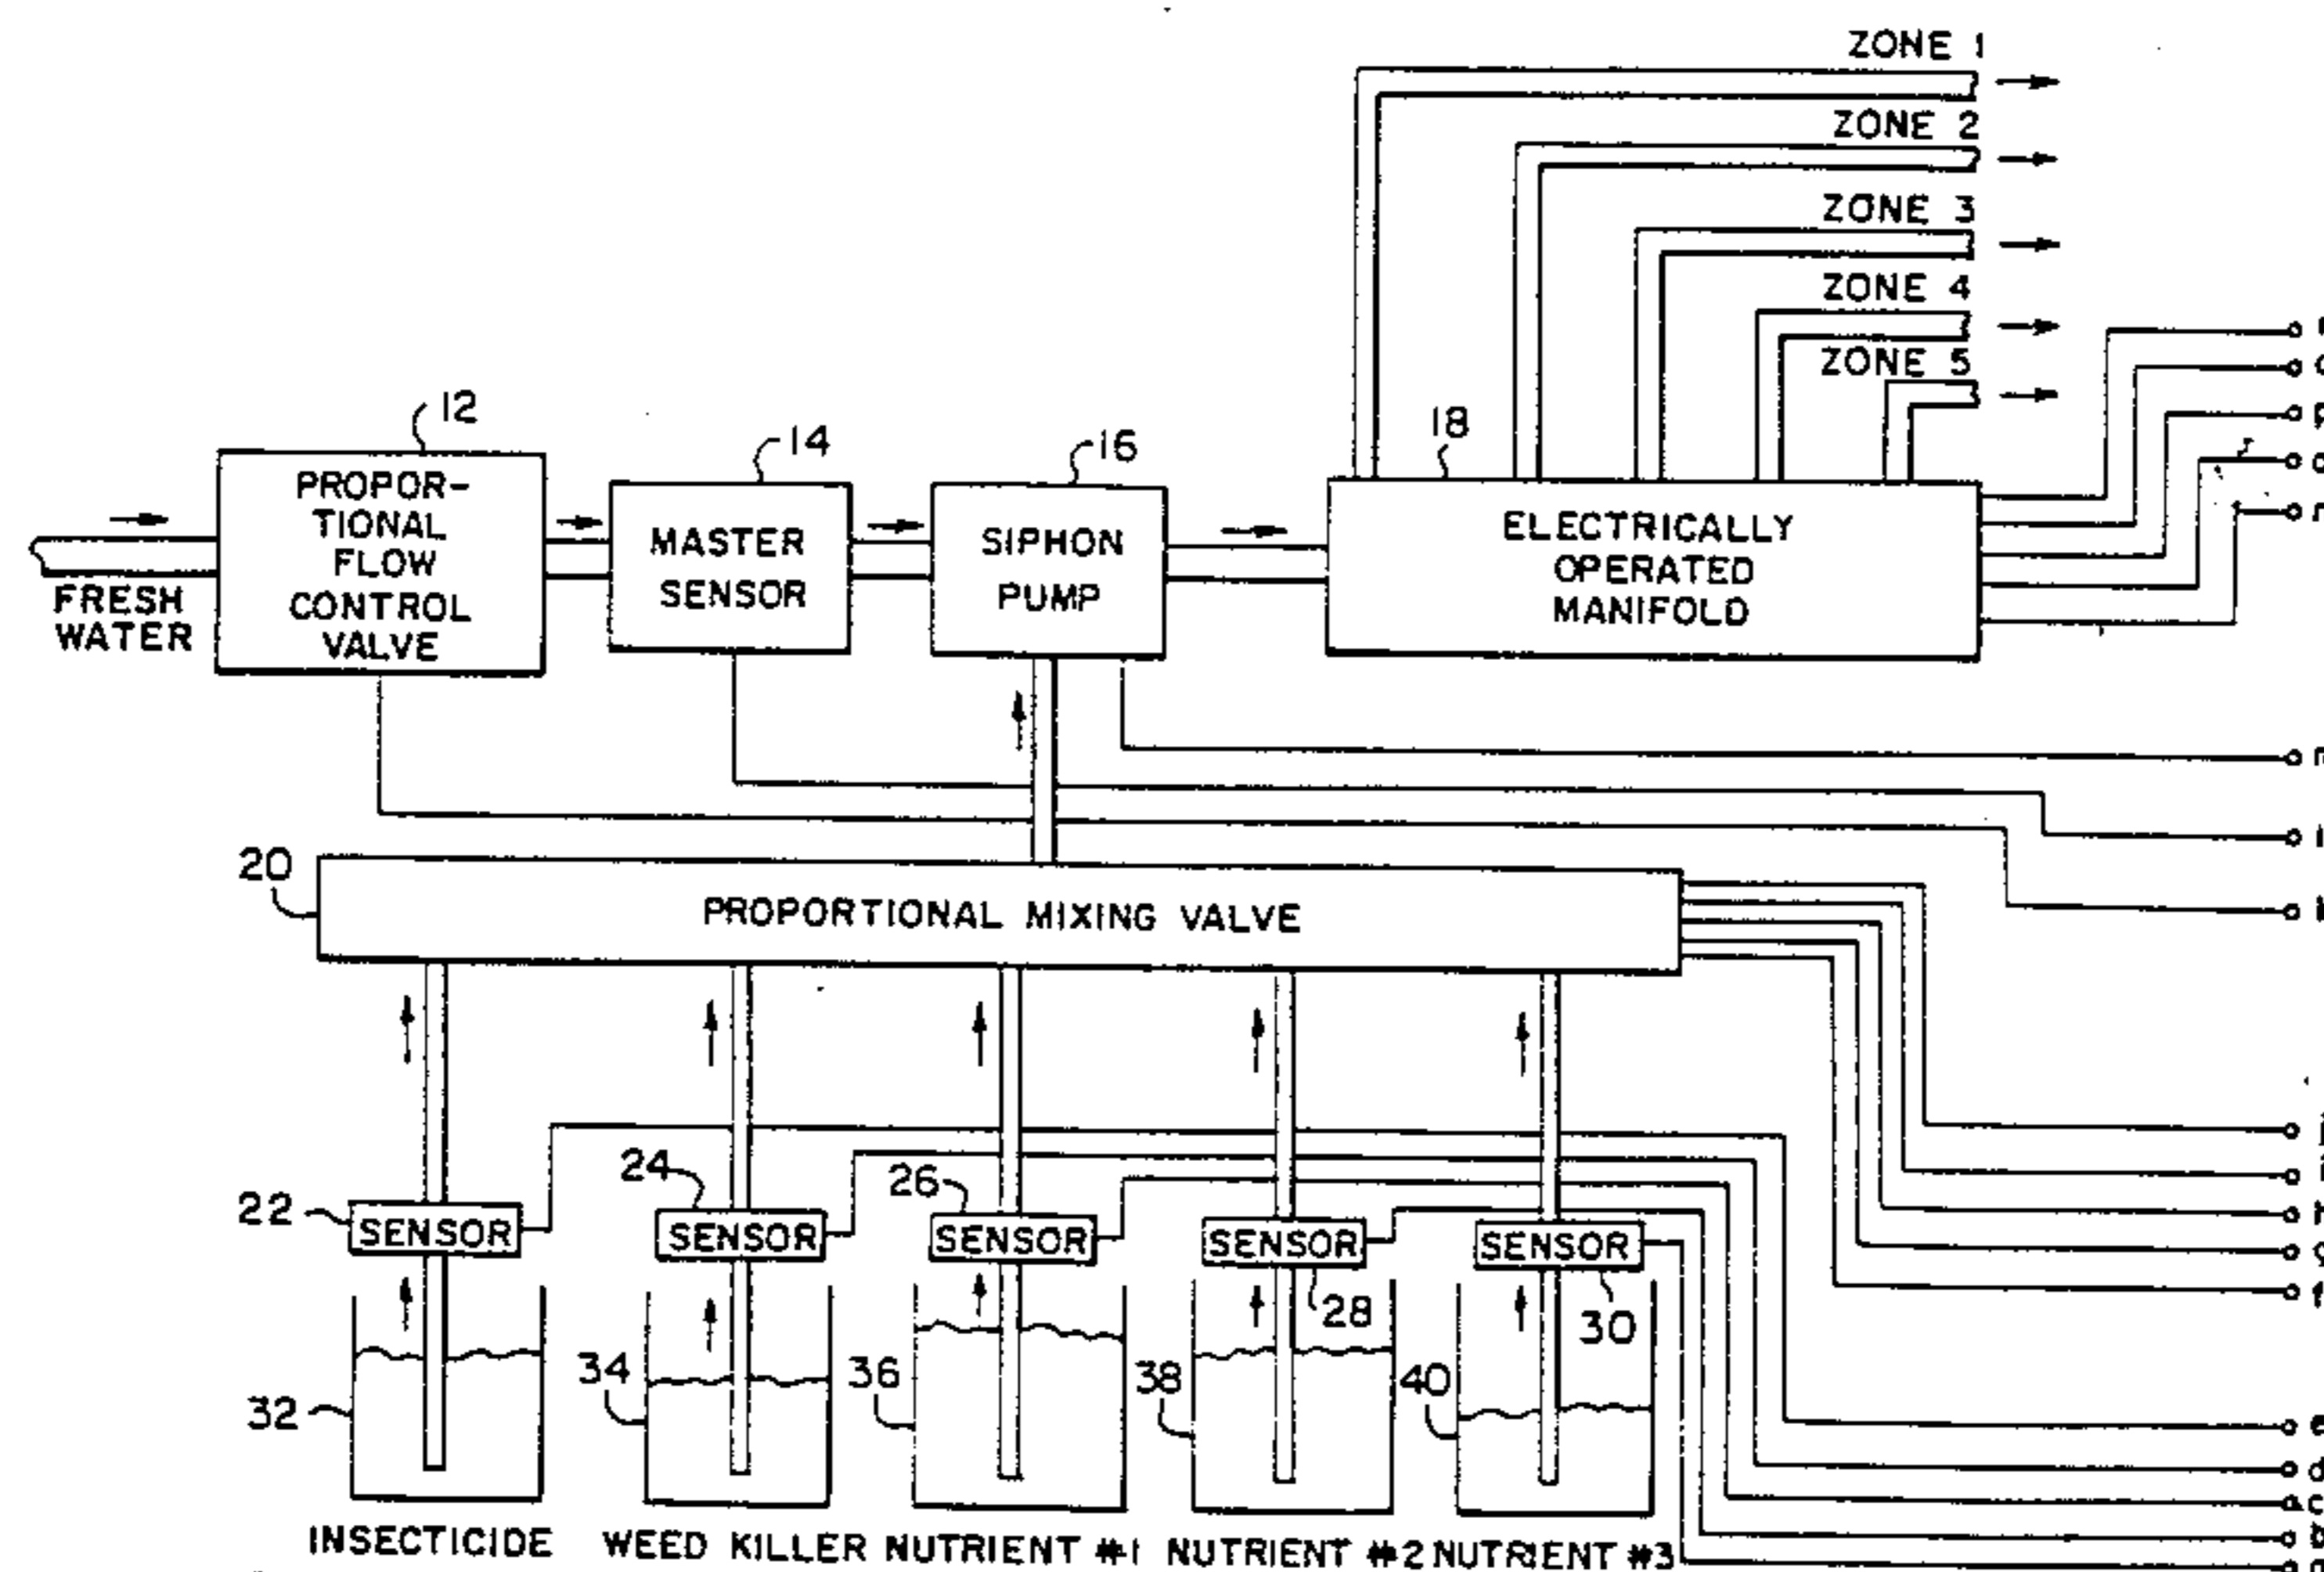 ZONE 1
ZONE 2
ZONE 3
ZONE 4
ZONE 5
12
14
16
18
PROPOR-
TIONAL
FLOW
CONTROL
VALVE
MASTER
SENSOR
SIPHON
PUMP
ELECTRICALLY
OPERATED
MANIFOLD
FRESH
WATER
20
PROPORTIONAL MIXING VALVE
j
22
24
26
28
30
SENSOR
SENSOR
SENSOR
SENSOR
SENSOR
f
32
34
36
38
40
e
d
c
b
INSECTICIDE WEED KILLER NUTRIENT #1 NUTRIENT #2 NUTRIENT #3